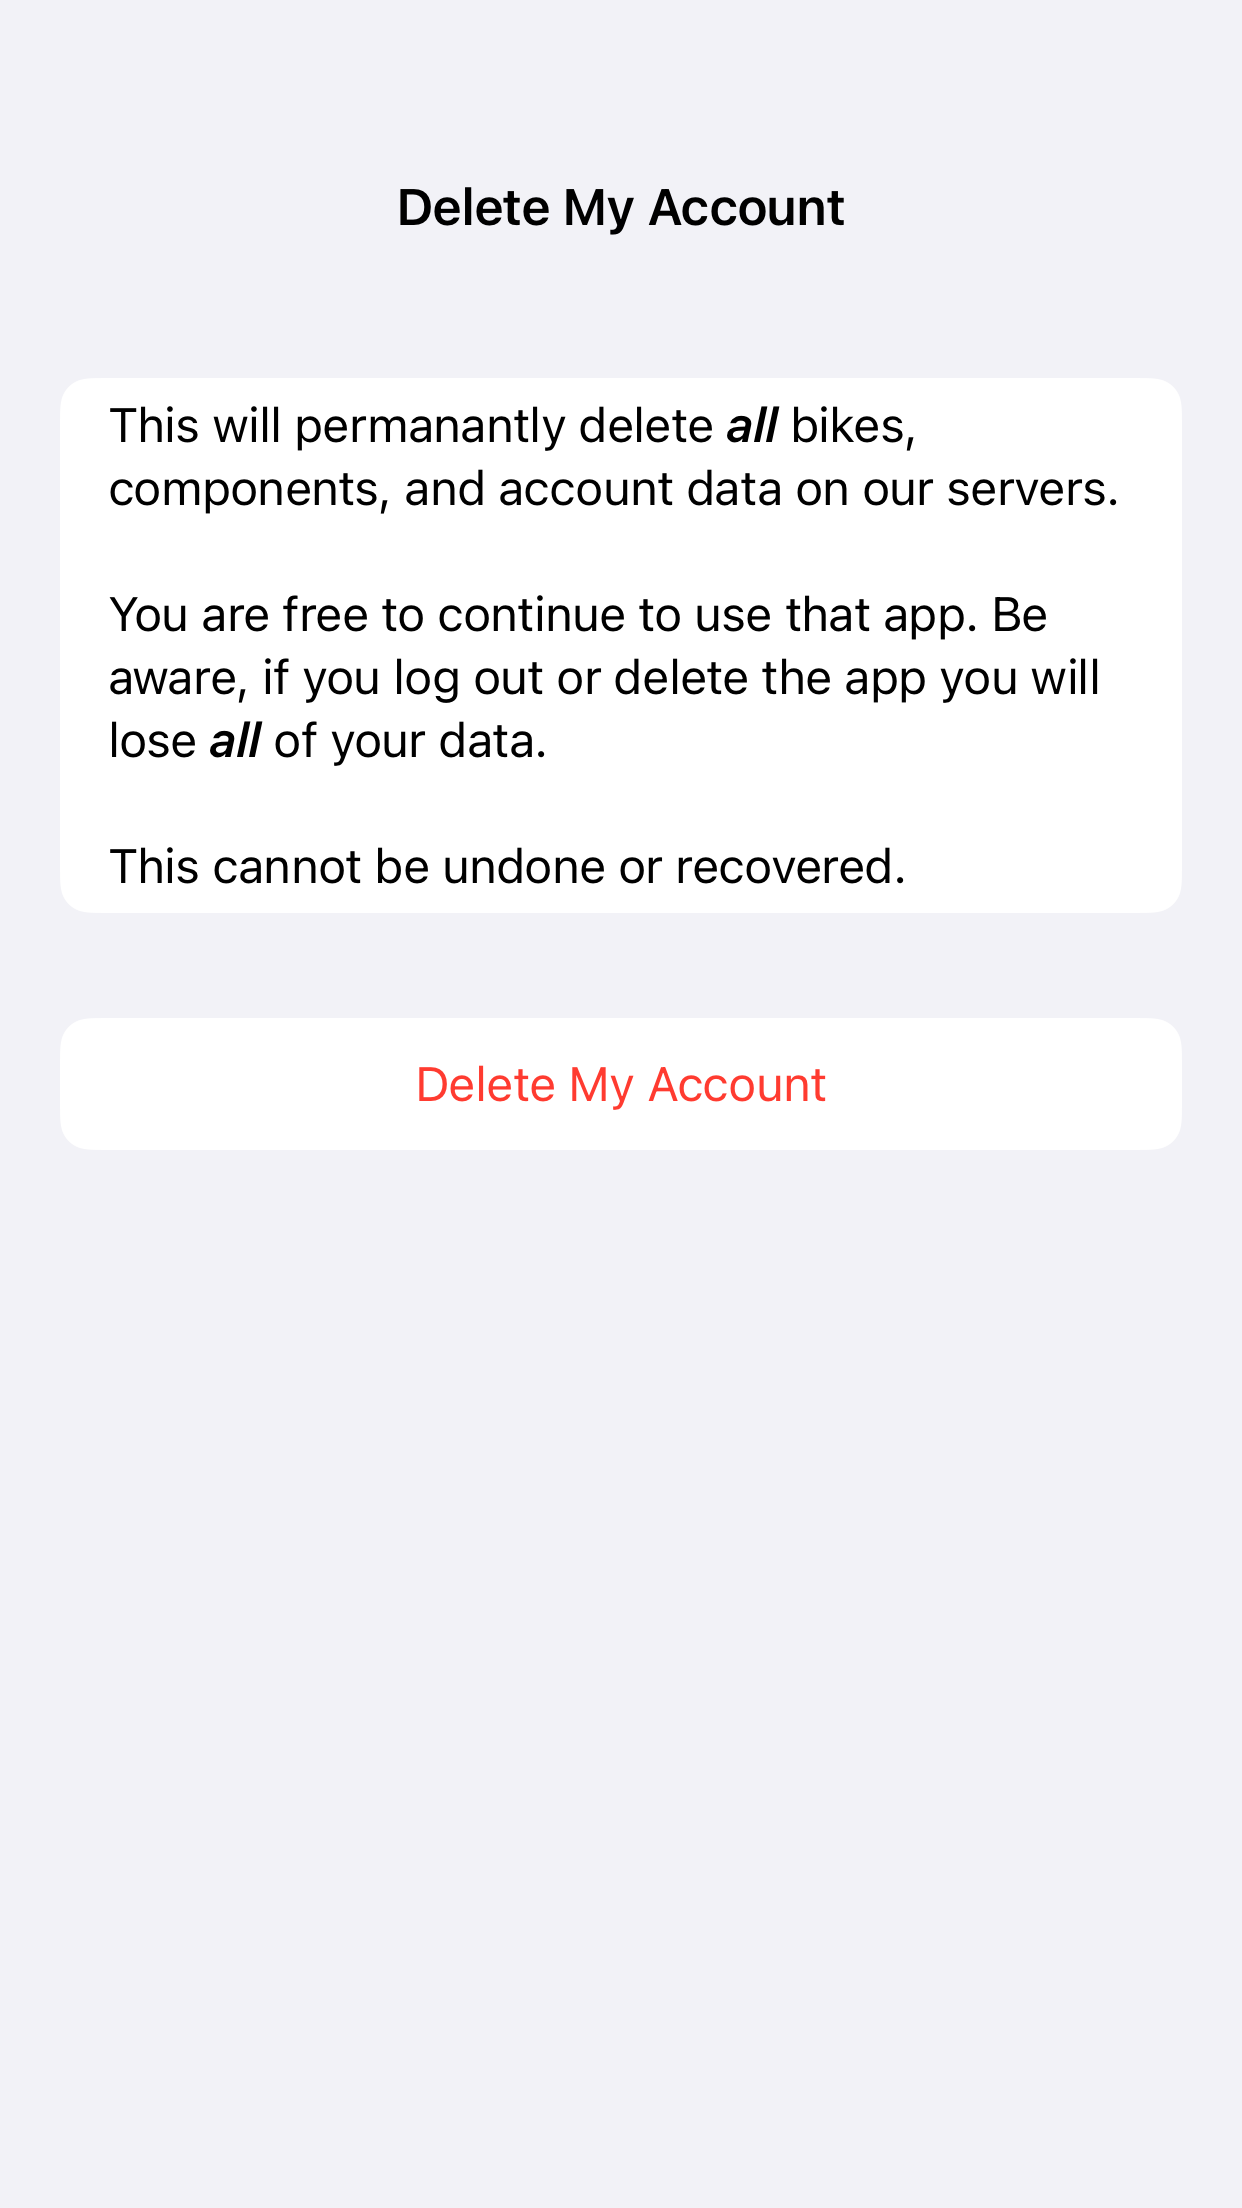 Delete My Account
This will permanantly delete all bikes,
components, and account data on our servers.
You are free to continue to use that app. Be
aware, if you log out or delete the app you will
lose all of your data.
This cannot be undone or recovered.
Delete My Account